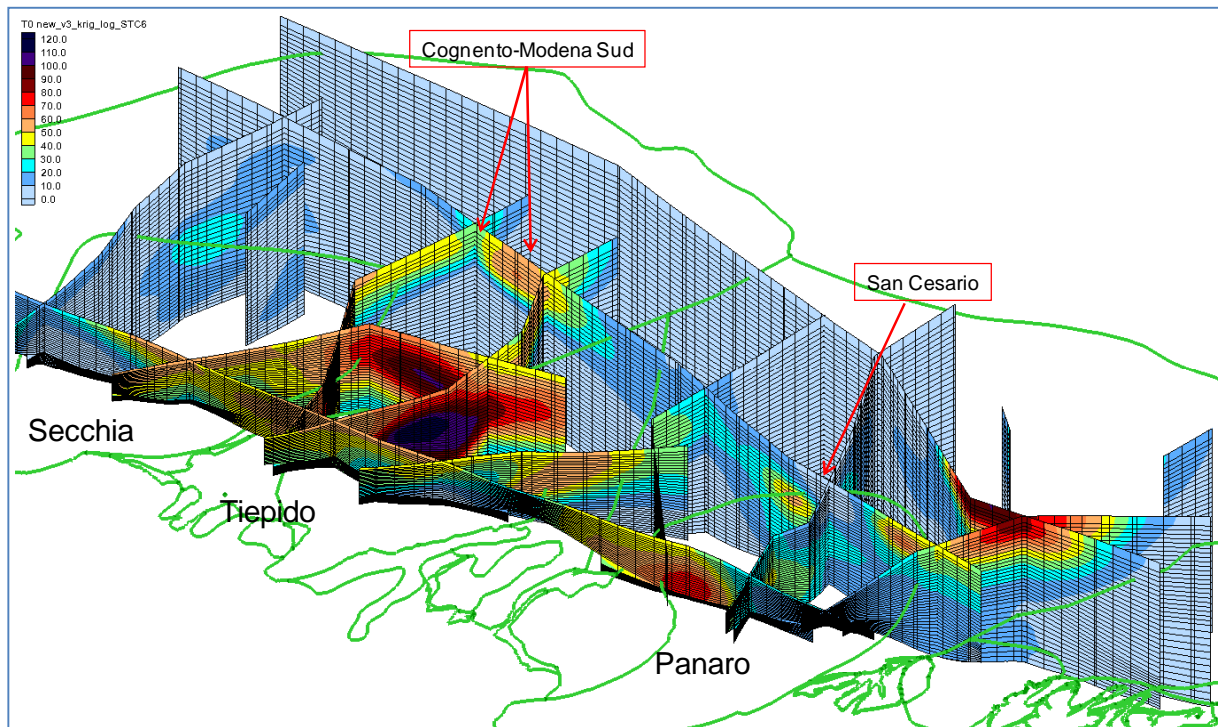 T0 new_v3_krig_log_STC6
120.0
110.0
100.0
90.0
80.0
70.0
60.0
50.0
40.0
30.0
20.0
10.0
0.0
Cognento-Modena Sud
San Cesario
Secchia
Tiepido
Panaro